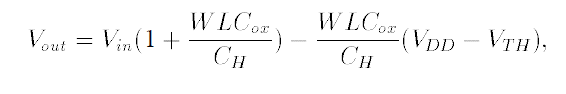 V_{out} = V_{in}(1 + \frac{WLC_{ox}}{C_H}) - \frac{WLC_{ox}}{C_H}(V_{DD} - V_{TH}),